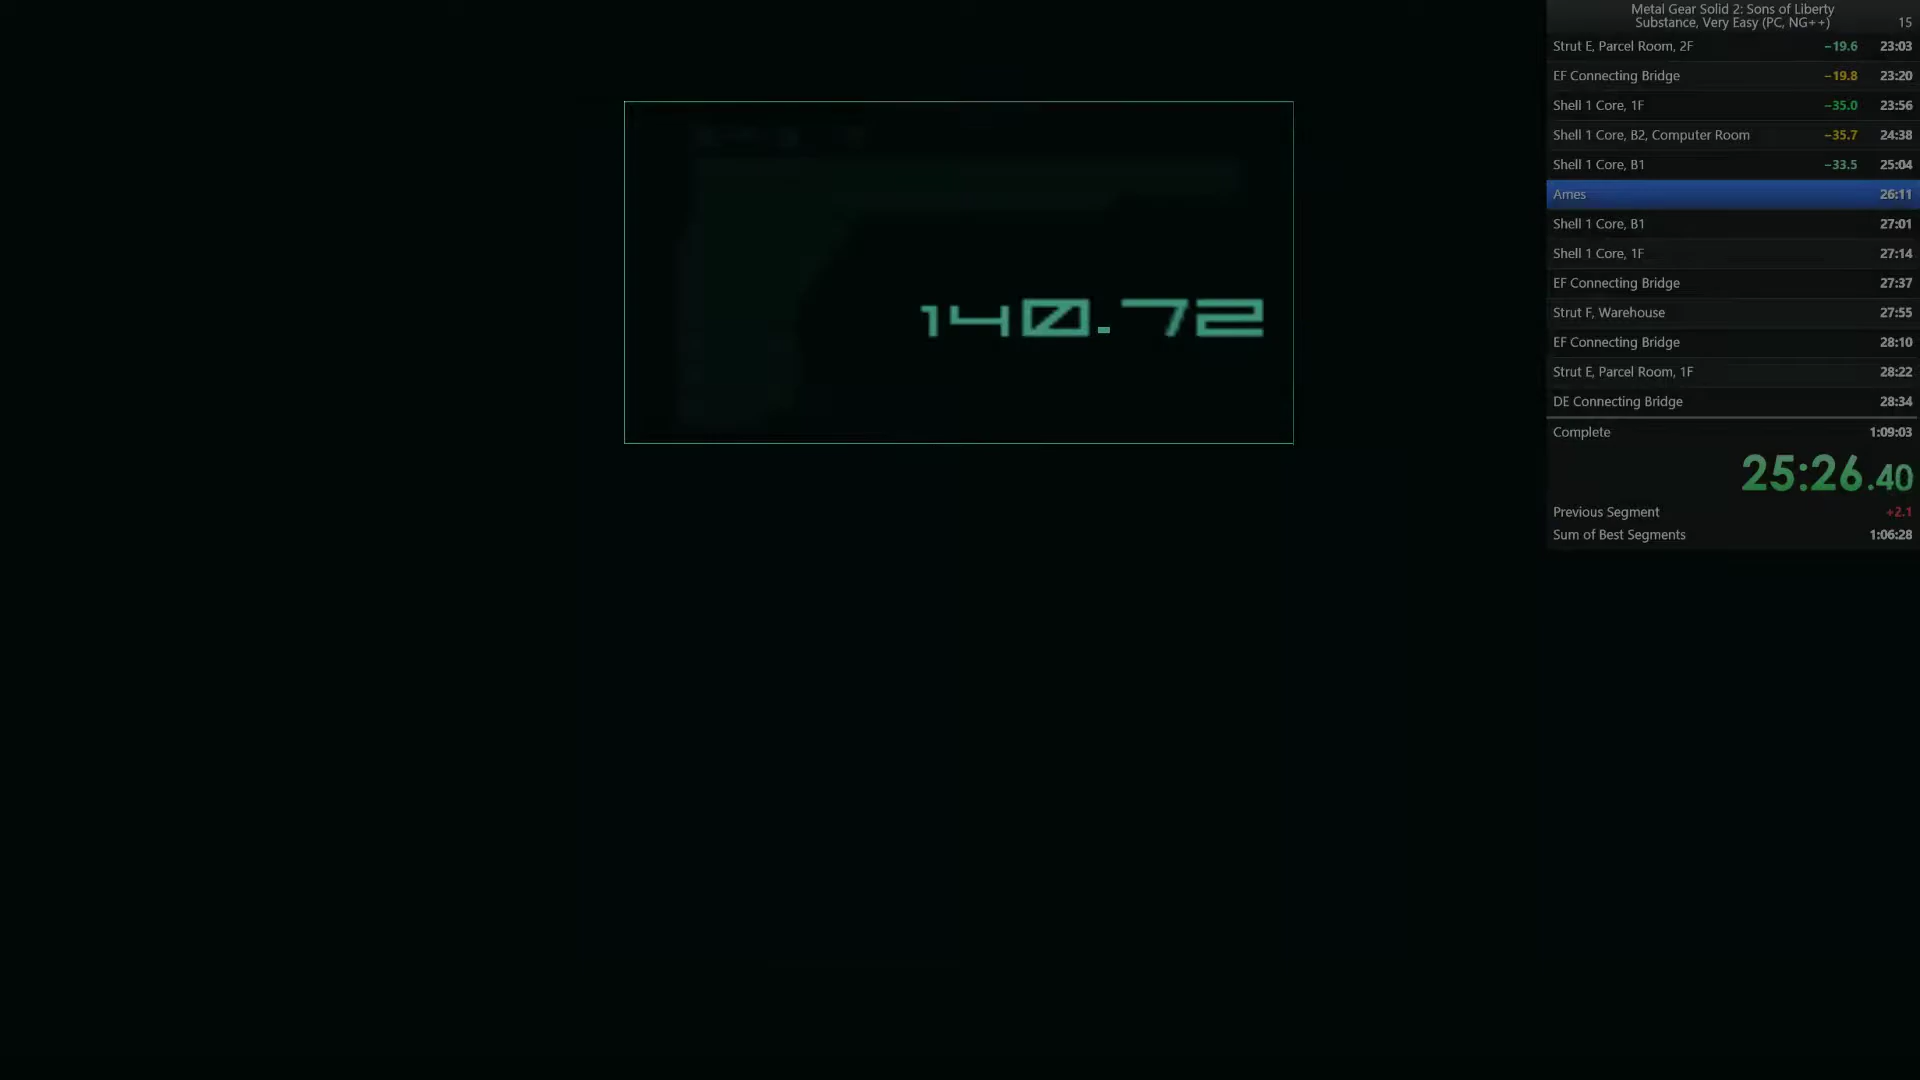 Metal Gear Solid 2: Sons of Liberty
Substance, Very Easy (PC, NG++) 15
Strut E, Parcel Room, 2F −19.6 23:03
EF Connecting Bridge −19.8 23:20
Shell 1 Core, 1F −35.0 23:56
Shell 1 Core, B2, Computer Room −35.7 24:38
Shell 1 Core, B1 −33.5 25:04
Ames 26:11
Shell 1 Core, B1 27:01
Shell 1 Core, 1F 27:14
EF Connecting Bridge 27:37
Strut F, Warehouse 27:55
EF Connecting Bridge 28:10
Strut E, Parcel Room, 1F 28:22
DE Connecting Bridge 28:34
Complete 1:09:03
25:26.40
Previous Segment +2.1
Sum of Best Segments 1:06:28
140.72